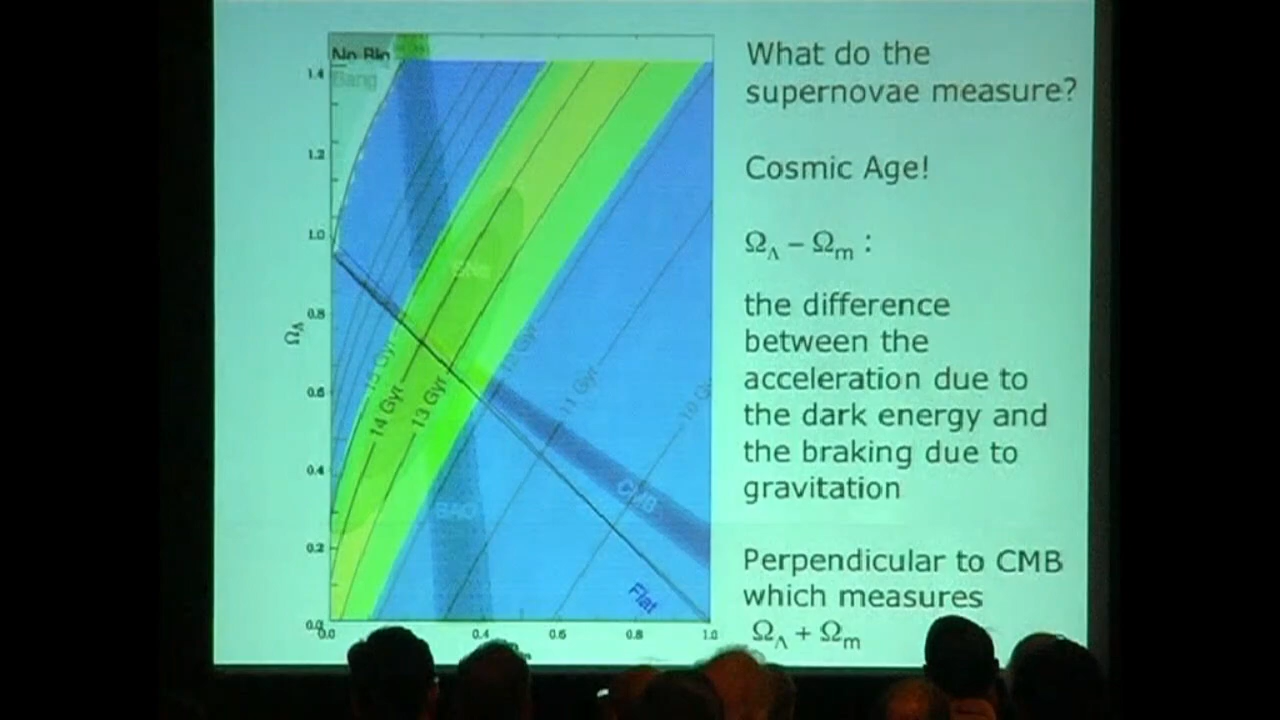 No Big
Bang
1.4
1.2
1.0
0.8
0.6
0.4
0.2
0.0
Ω_Λ
SNe
15 Gyr
14 Gyr
13 Gyr
11 Gyr
BAO
CMB
Flat
0.0
0.4
0.6
0.8
1.0
What do the
supernovae measure?
Cosmic Age!
Ω_Λ – Ω_m :
the difference
between the
acceleration due to
the dark energy and
the braking due to
gravitation
Perpendicular to CMB
which measures
Ω_Λ + Ω_m